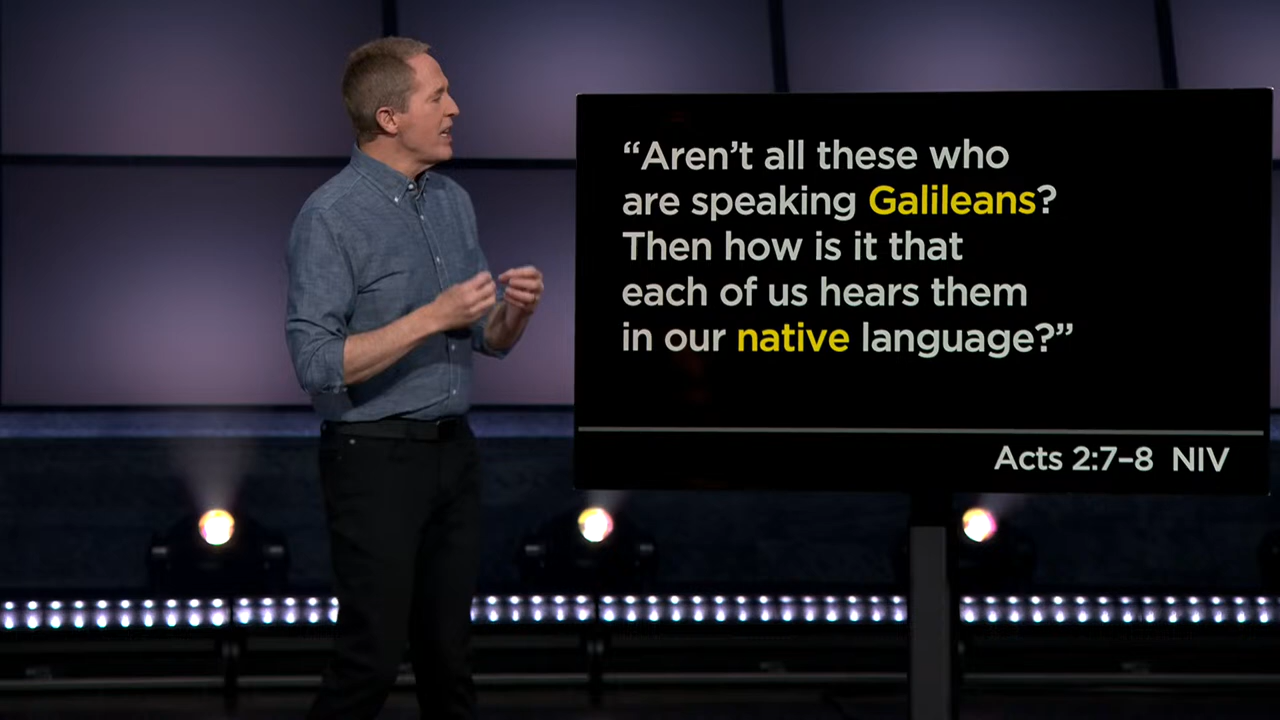 “Aren’t all these who
are speaking Galileans?
Then how is it that
each of us hears them
in our native language?”
Acts 2:7–8 NIV